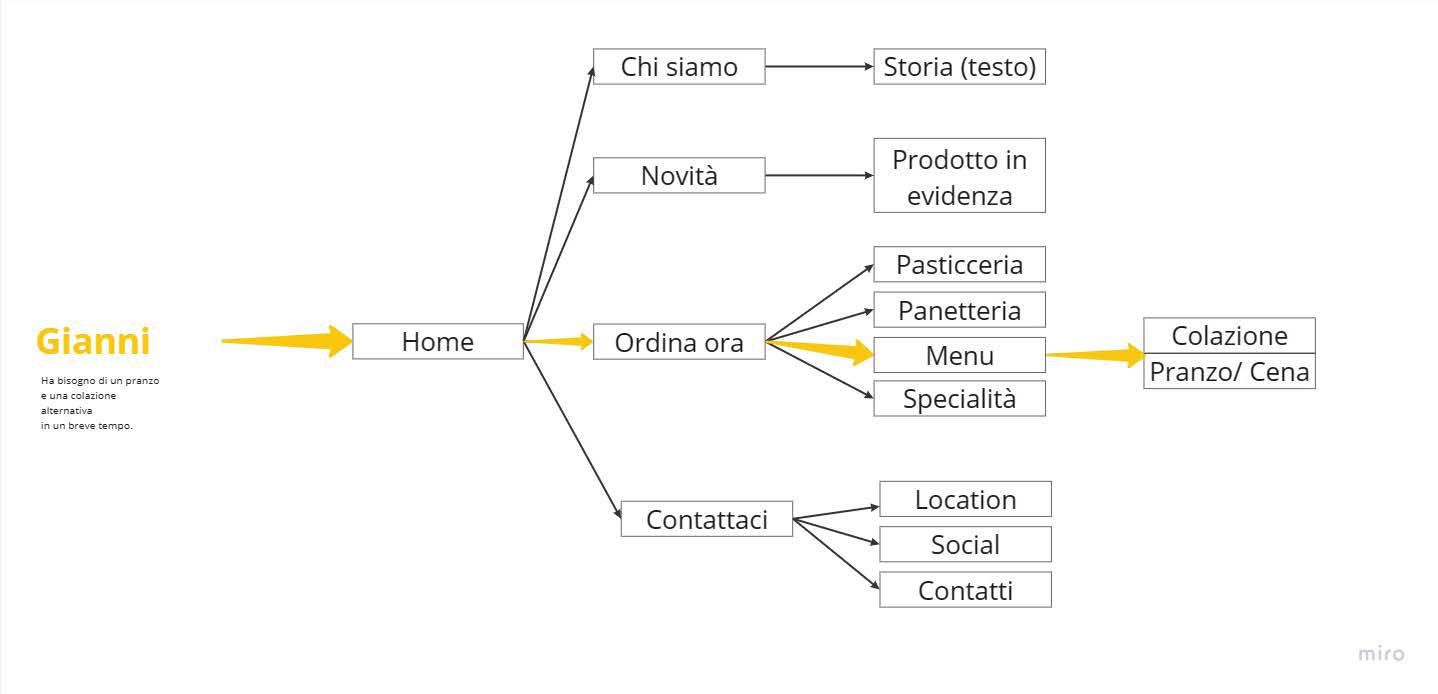 Chi siamo
Storia (testo)
Novità
Prodotto in
evidenza
Pasticceria
Panetteria
Gianni
Home
Ordina ora
Menu
Colazione
Pranzo/ Cena
Ha bisogno di un pranzo
e una colazione
alternativa
in un breve tempo.
Specialità
Contattaci
Location
Social
Contatti
miro